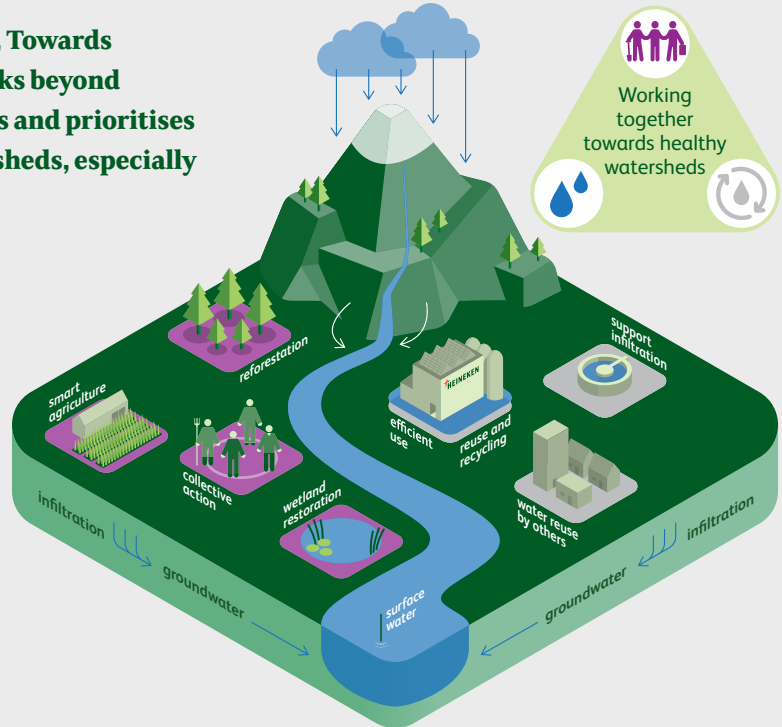 , Towards
ks beyond
s and prioritises
sheds, especially
Working
together
towards healthy
watersheds
reforestation
support
infiltration
smart
agriculture
HEINEKEN
efficient
use
reuse and
recycling
collective
action
wetland
restoration
water reuse
by others
infiltration
groundwater
surface
water
groundwater
infiltration